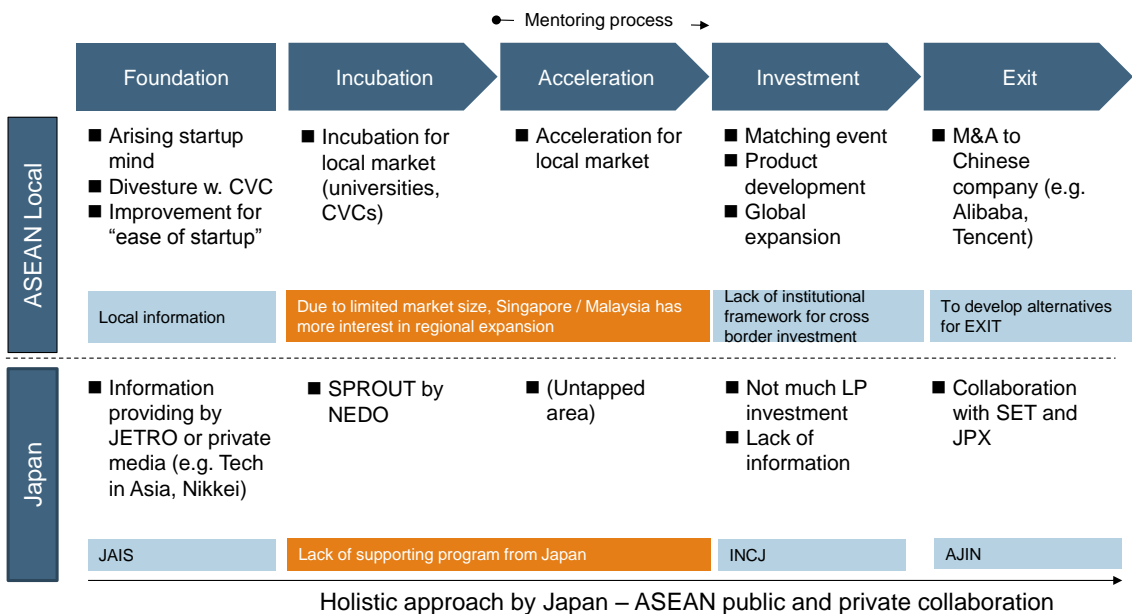 Mentoring process
Foundation
Incubation
Acceleration
Investment
Exit
ASEAN Local
■ Arising startup
mind
■ Divesture w. CVC
■ Improvement for
“ease of startup”
■ Incubation for
local market
(universities,
CVCs)
■ Acceleration for
local market
■ Matching event
■ Product
development
■ Global
expansion
■ M&A to
Chinese
company (e.g.
Alibaba,
Tencent)
Local information
Due to limited market size, Singapore / Malaysia has
more interest in regional expansion
Lack of institutional
framework for cross
border investment
To develop alternatives
for EXIT
Japan
■ Information
providing by
JETRO or private
media (e.g. Tech
in Asia, Nikkei)
■ SPROUT by
NEDO
■ (Untapped
area)
■ Not much LP
investment
■ Lack of
information
■ Collaboration
with SET and
JPX
JAIS
Lack of supporting program from Japan
INCJ
AJIN
Holistic approach by Japan – ASEAN public and private collaboration